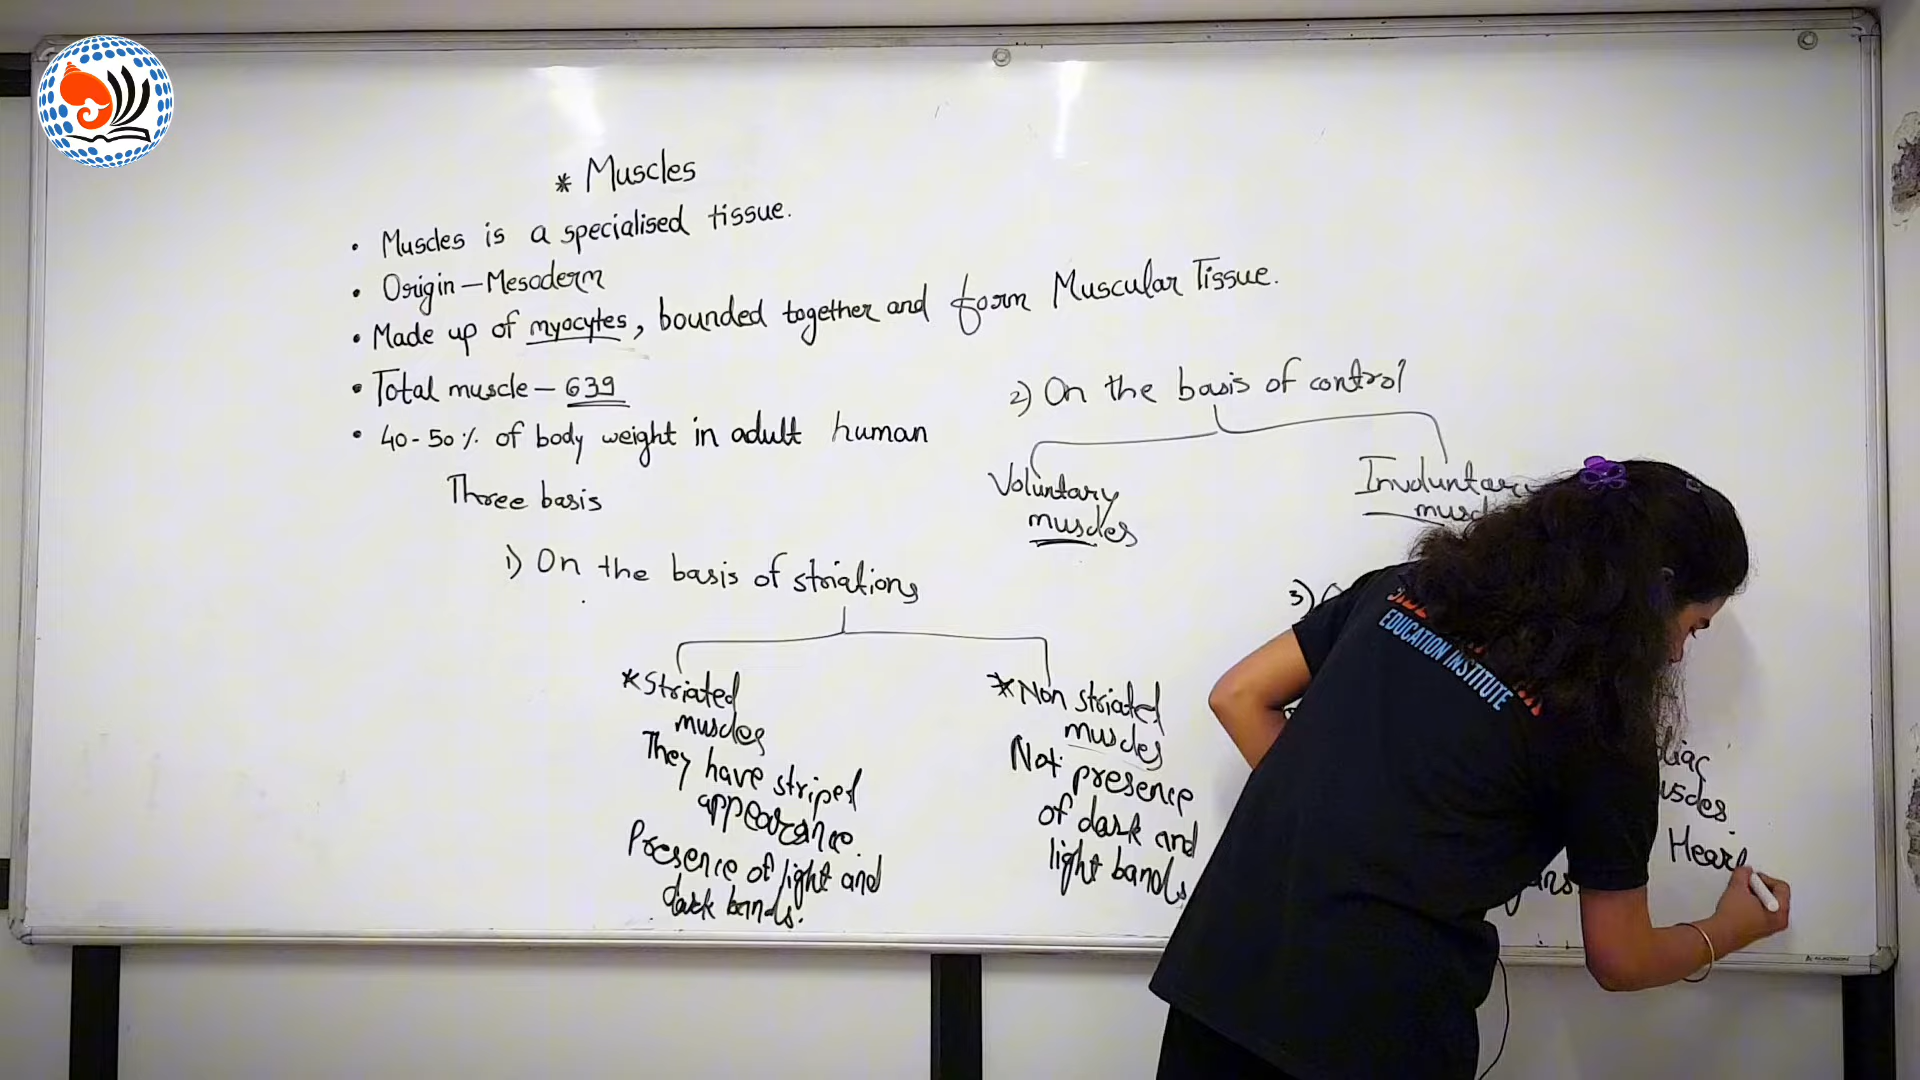 * Muscles
• Muscles is a specialised tissue.
• Origin – Mesoderm
• Made up of myocytes, bounded together and form Muscular Tissue.
• Total muscle – 639
• 40-50% of body weight in adult human
Three basis
1) On the basis of striations
* Striated
muscles
They have striped
appearance
Presence of light and
dark bands.
* Non striated
muscles
Not presence
of dark and
light bands
2) On the basis of control
Voluntary
muscles
Involuntary
3)
Heart
EDUCATION INSTITUTE